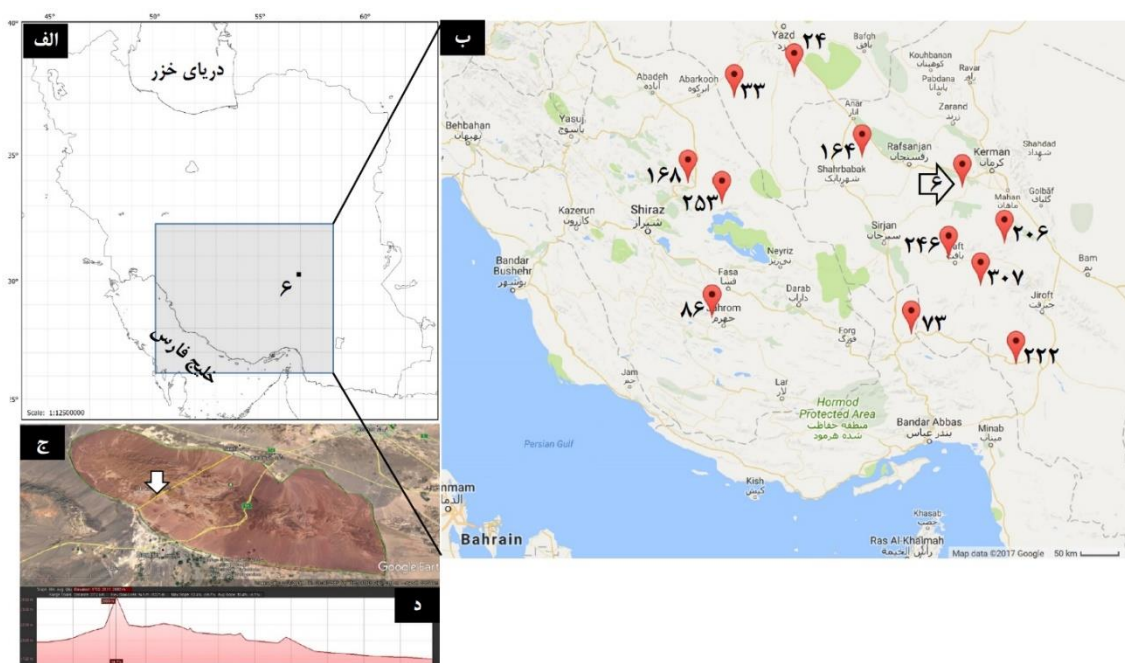 45°
50°
55°
60°
40°
الف
دریای خزر
25°
30°
۶
خلیج فارس
Scale: 1:12500000
ب
Yazd
یزد
۲۴
Bafgh
بافق
Kouhbanan
کوهبنان
Ravar
راور
Pabdana
پابدانا
Abadeh
آباده
Abarkooh
ابرکوه
۳۳
Zarand
زرند
Anar
انار
Yasuj
یاسوج
Behbahan
بهبهان
۱۶۴
Rafsanjan
رفسنجان
Kerman
کرمان
Shahdad
شهداد
۱۶۸
۲۵۳
Shahrbabak
شهربابک
۶
Mahan
ماهان
Golbāf
گلباف
Kazerun
کازرون
Shiraz
شیراز
Sirjan
سیرجان
۲۰۶
۲۴۶
Baft
بافت
Neyriz
نی‌ریز
Bam
بم
Bandar
Bushehr
بوشهر
Fasa
فسا
۳۰۷
Darab
داراب
Jiroft
جیرفت
۸۶
Jahrom
جهرم
Forg
فورگ
۷۳
۲۲۲
Jam
جم
Lar
لار
Hormod
Protected Area
منطقه حفاظت
شده هرمود
Bandar Abbas
بندر عباس
Minab
میناب
Persian Gulf
Kish
کیش
Khasab
خصب
Ras Al-Khaimah
رأس الخيمة
Bahrain
Map data ©2017 Google
50 km
ج
Google Eart
د